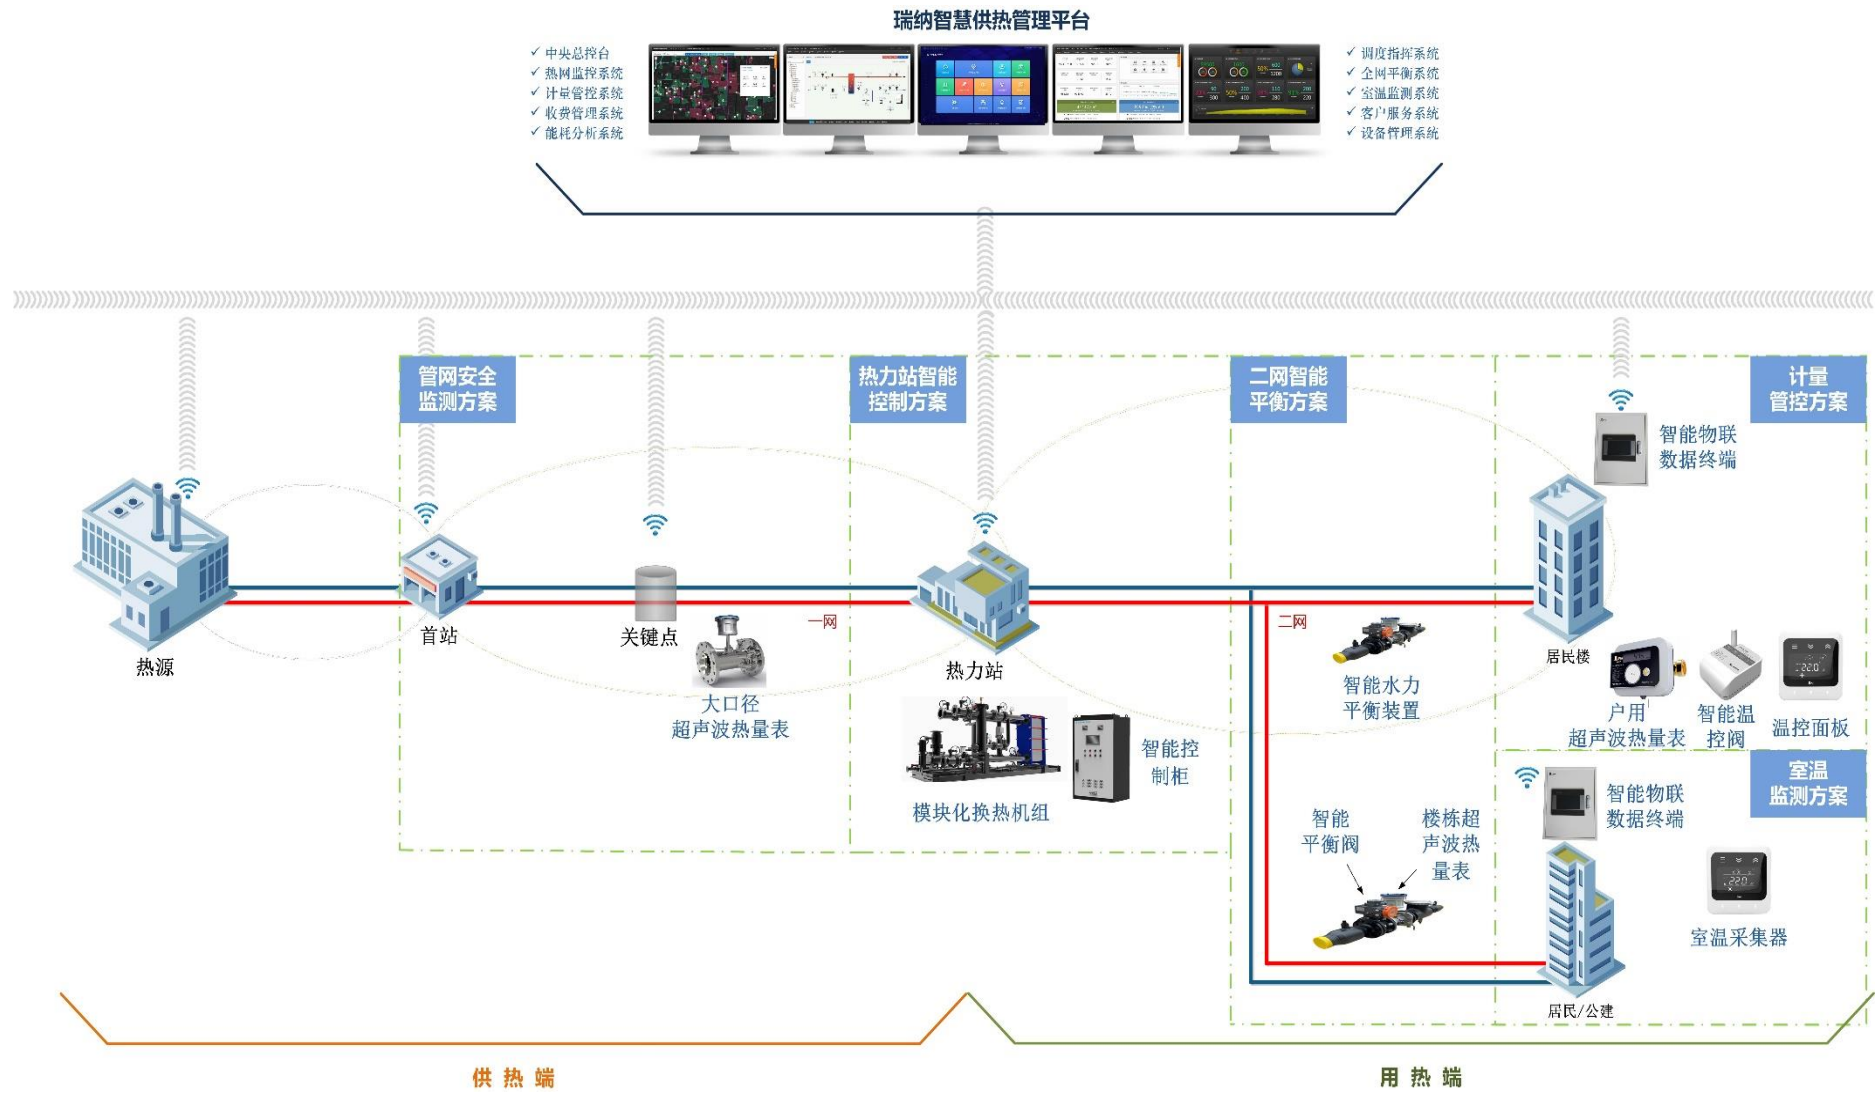 瑞纳智慧供热管理平台
✓ 中央总控台
✓ 热网监控系统
✓ 计量管控系统
✓ 收费管理系统
✓ 能耗分析系统
✓ 调度指挥系统
✓ 全网平衡系统
✓ 室温监测系统
✓ 客户服务系统
✓ 设备管理系统
管网安全
监测方案
热力站智能
控制方案
二网智能
平衡方案
计量
管控方案
智能物联
数据终端
热源
首站
关键点
一网
热力站
二网
居民楼
大口径
超声波热量表
模块化换热机组
智能控
制柜
智能水力
平衡装置
户用
超声波热量表
智能温
控阀
温控面板
室温
监测方案
智能物联
数据终端
智能
平衡阀
楼栋超
声波热
量表
室温采集器
居民/公建
供热端
用热端